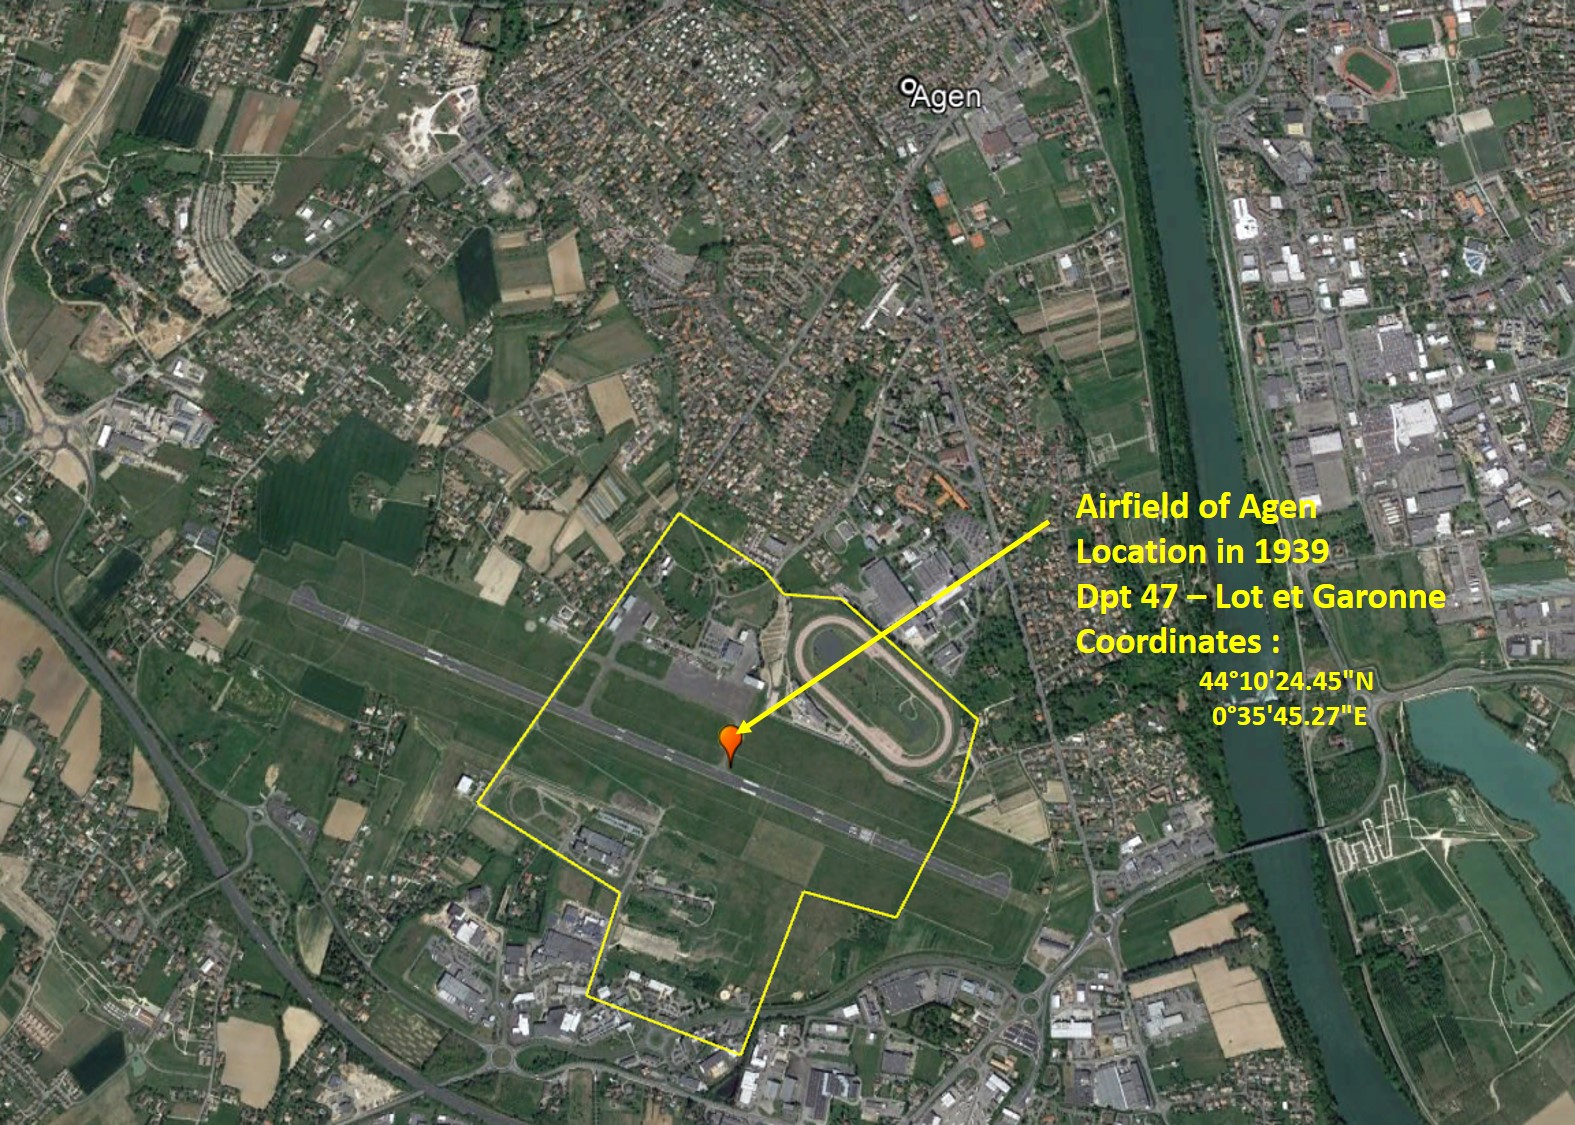 Agen
Airfield of Agen
Location in 1939
Dpt 47 – Lot et Garonne
Coordinates :
44°10'24.45"N
0°35'45.27"E